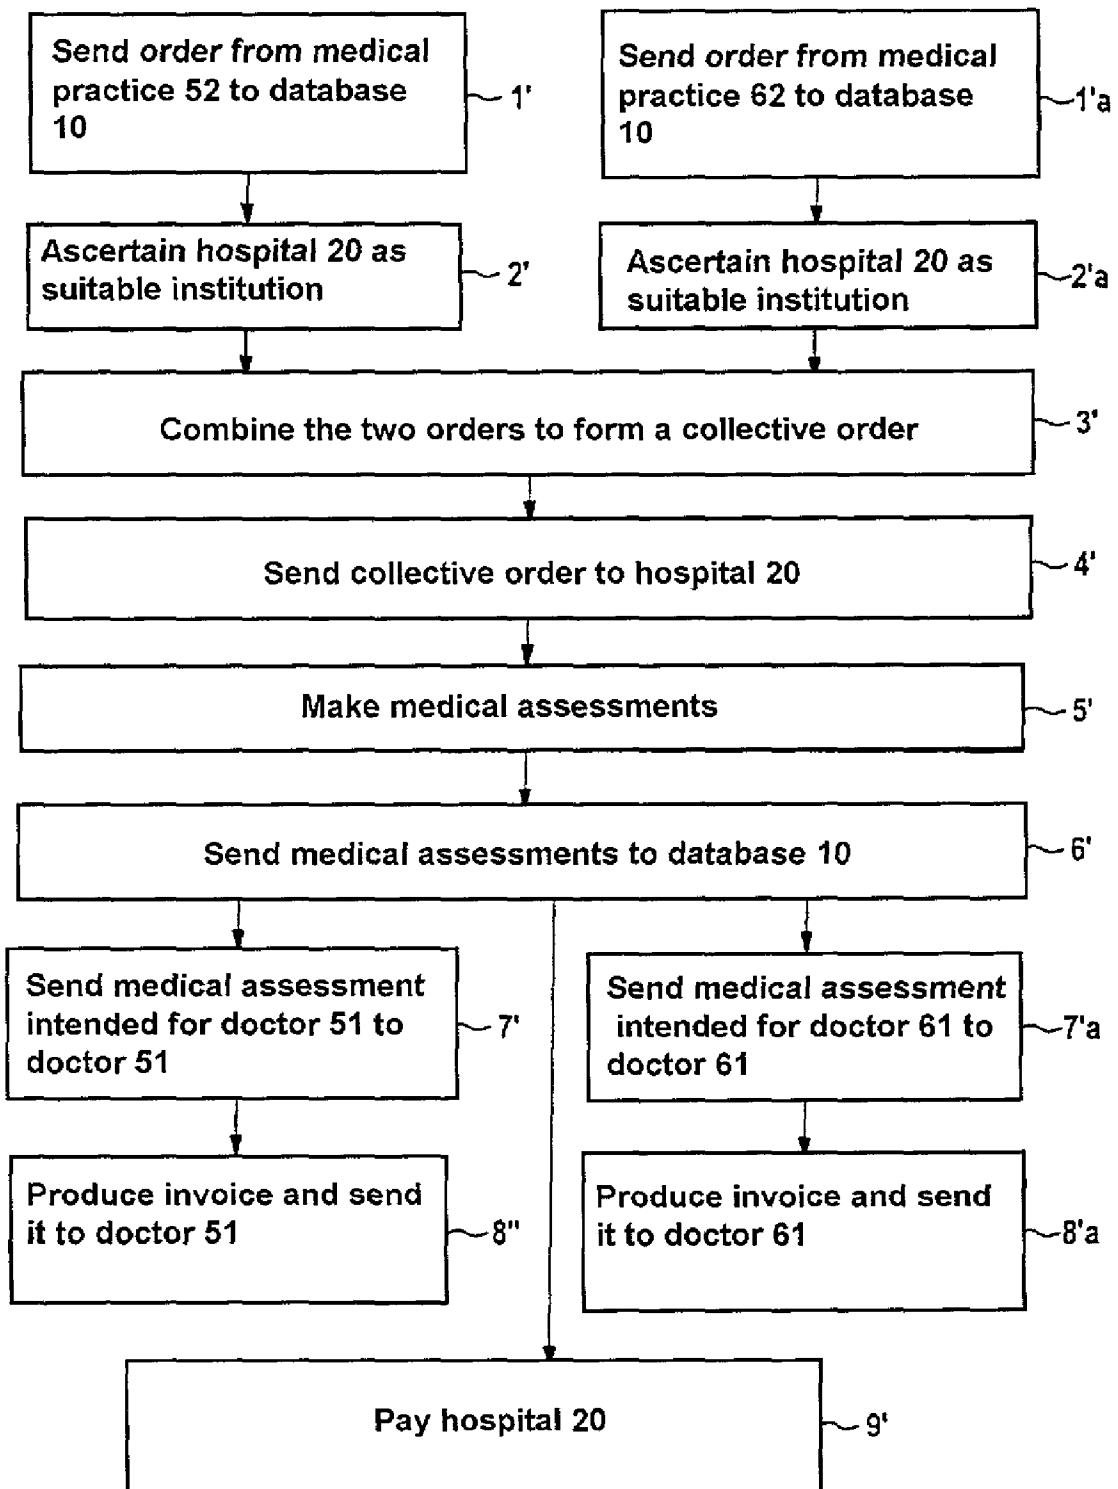 Send order from medical
practice 52 to database
10
1'
Send order from medical
practice 62 to database
10
1'a
Ascertain hospital 20 as
suitable institution
2'
Ascertain hospital 20 as
suitable institution
2'a
Combine the two orders to form a collective order
3'
Send collective order to hospital 20
4'
Make medical assessments
5'
Send medical assessments to database 10
6'
Send medical assessment
intended for doctor 51 to
doctor 51
7'
Send medical assessment
intended for doctor 61 to
doctor 61
7'a
Produce invoice and send
it to doctor 51
8"
Produce invoice and send
it to doctor 61
8'a
Pay hospital 20
9'